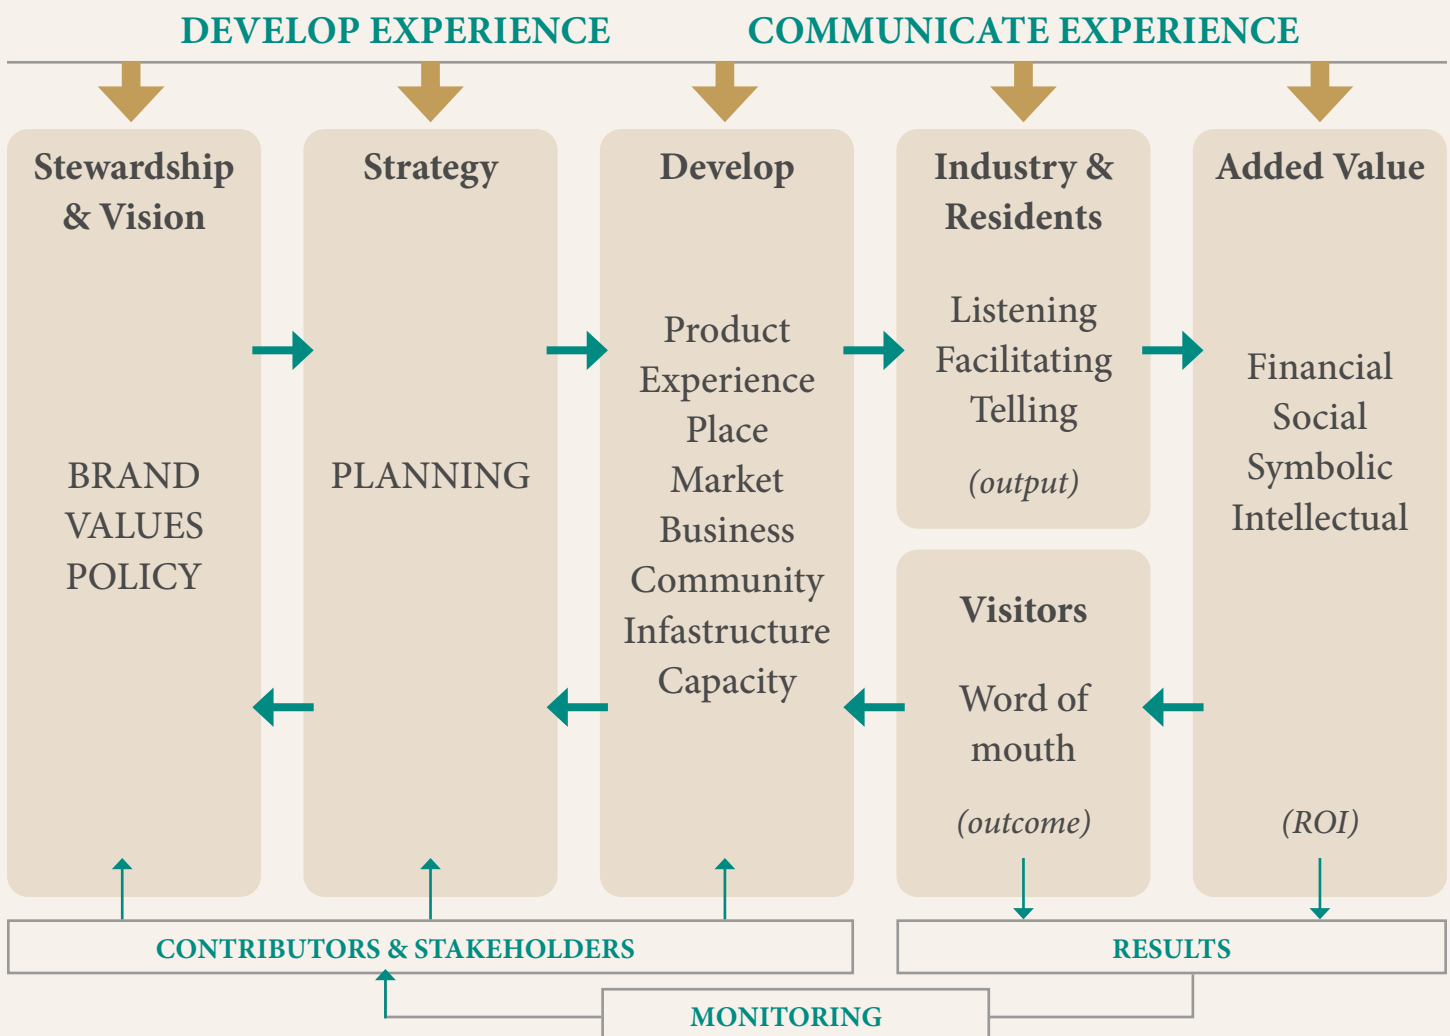 DEVELOP EXPERIENCE
COMMUNICATE EXPERIENCE
Stewardship
& Vision
BRAND
VALUES
POLICY
Strategy
PLANNING
Develop
Product
Experience
Place
Market
Business
Community
Infastructure
Capacity
Industry &
Residents
Listening
Facilitating
Telling
(output)
Visitors
Word of
mouth
(outcome)
Added Value
Financial
Social
Symbolic
Intellectual
(ROI)
CONTRIBUTORS & STAKEHOLDERS
RESULTS
MONITORING